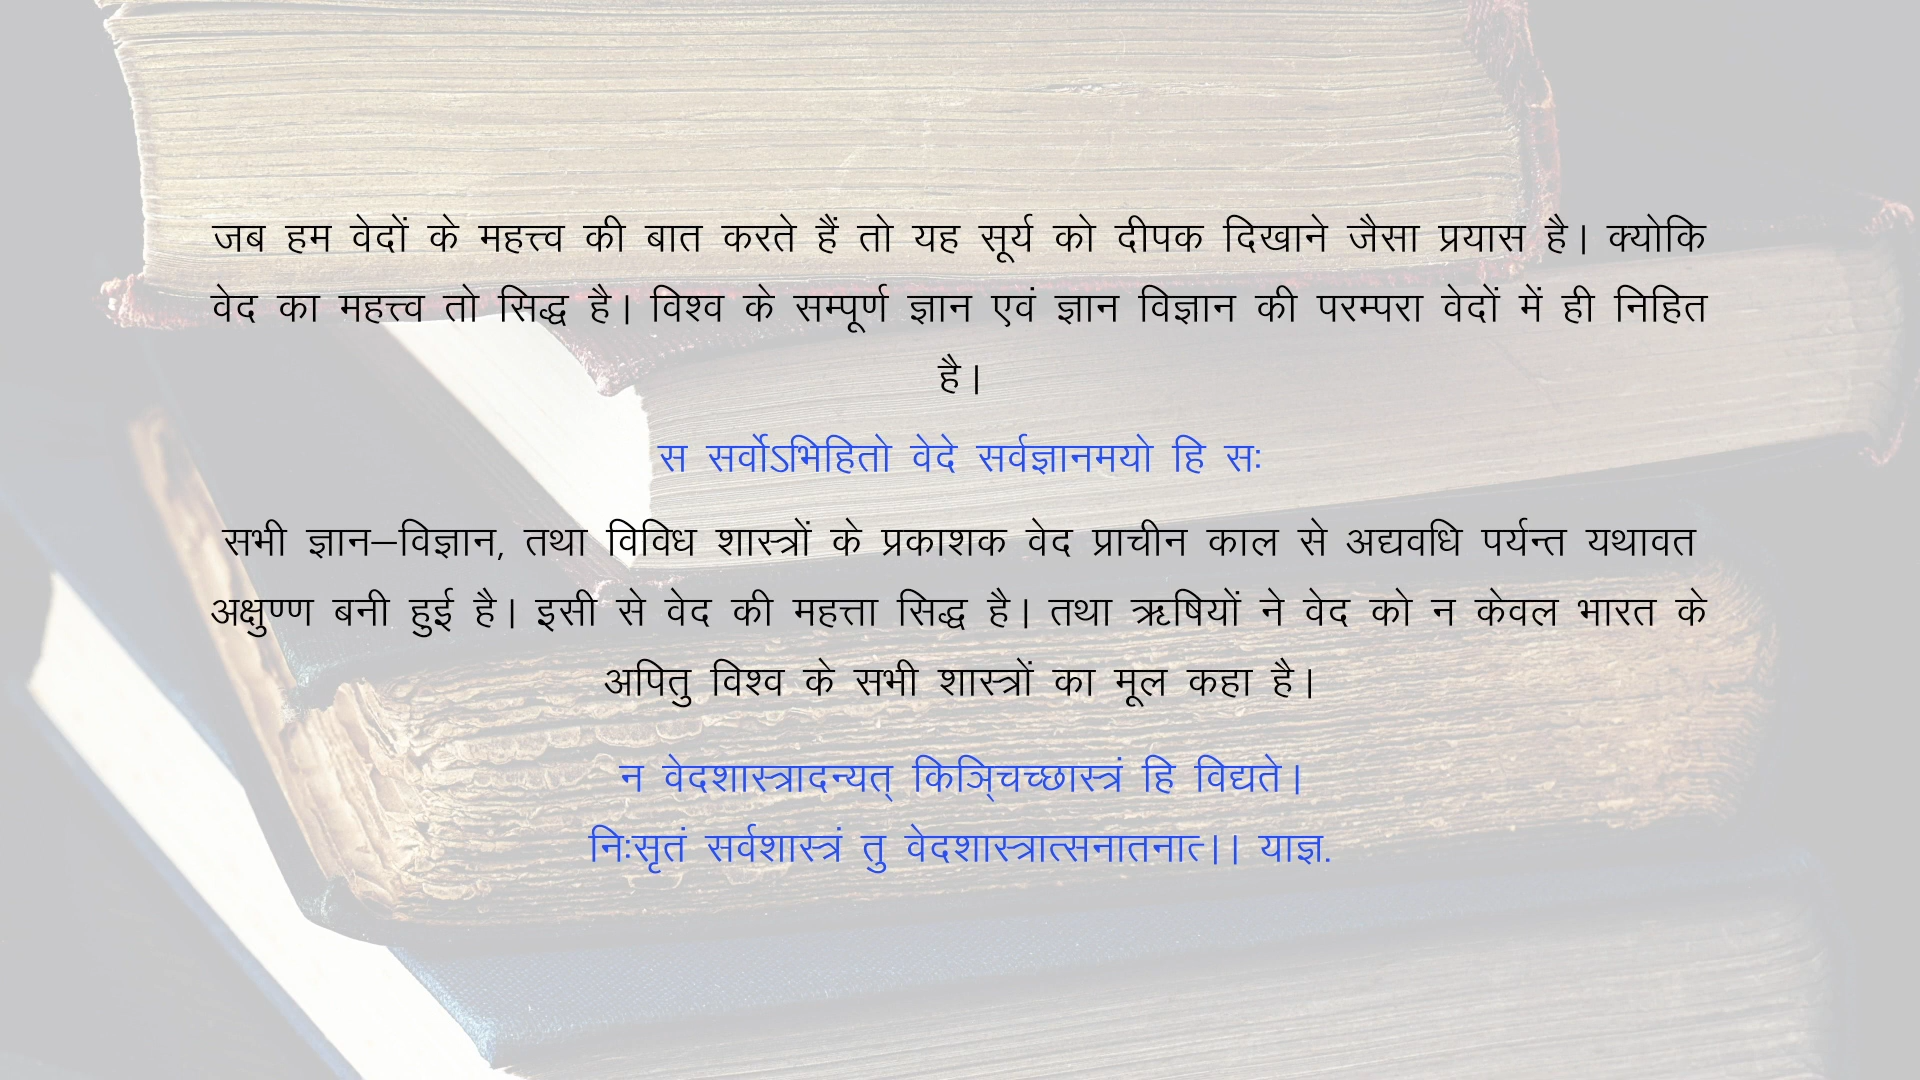 जब हम वेदों के महत्त्व की बात करते हैं तो यह सूर्य को दीपक दिखाने जैसा प्रयास है। क्योकि
वेद का महत्त्व तो सिद्ध है। विश्व के सम्पूर्ण ज्ञान एवं ज्ञान विज्ञान की परम्परा वेदों में ही निहित
है।
स सर्वोऽभिहितो वेदे सर्वज्ञानमयो हि सः
सभी ज्ञान–विज्ञान, तथा विविध शास्त्रों के प्रकाशक वेद प्राचीन काल से अद्यवधि पर्यन्त यथावत
अक्षुण्ण बनी हुई है। इसी से वेद की महत्ता सिद्ध है। तथा ऋषियों ने वेद को न केवल भारत के
अपितु विश्व के सभी शास्त्रों का मूल कहा है।
न वेदशास्त्रादन्यत् किञ्चिच्छास्त्रं हि विद्यते।
निःसृतं सर्वशास्त्रं तु वेदशास्त्रात्सनातनात्।। याज्ञ.